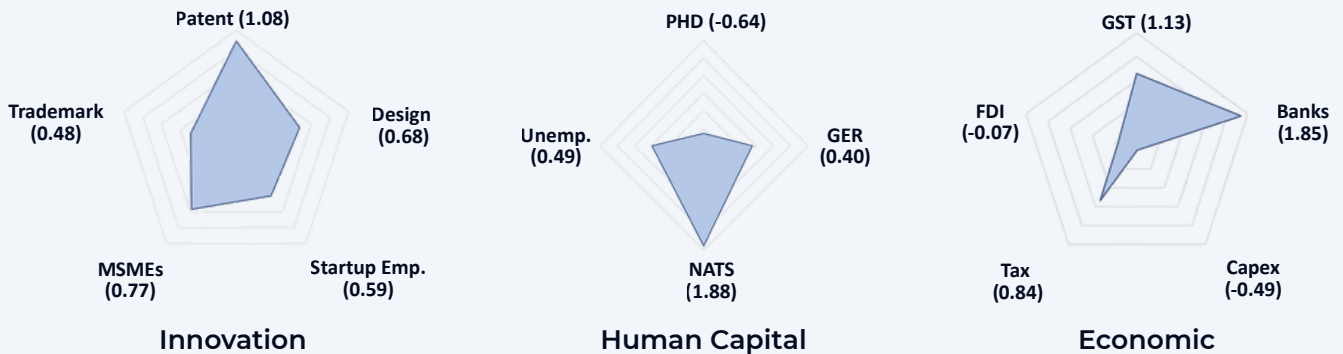 Patent (1.08)
Trademark
(0.48)
Design
(0.68)
MSMEs
(0.77)
Startup Emp.
(0.59)
Innovation
PHD (-0.64)
Unemp.
(0.49)
GER
(0.40)
NATS
(1.88)
Human Capital
GST (1.13)
FDI
(-0.07)
Banks
(1.85)
Tax
(0.84)
Capex
(-0.49)
Economic